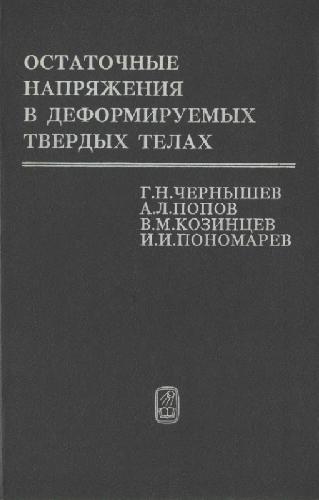 ОСТАТОЧНЫЕ
НАПРЯЖЕНИЯ
В ДЕФОРМИРУЕМЫХ
ТВЕРДЫХ ТЕЛАХ
Г.Н.ЧЕРНЫШЕВ
А.Л.ПОПОВ
В.М.КОЗИНЦЕВ
И.И.ПОНОМАРЕВ